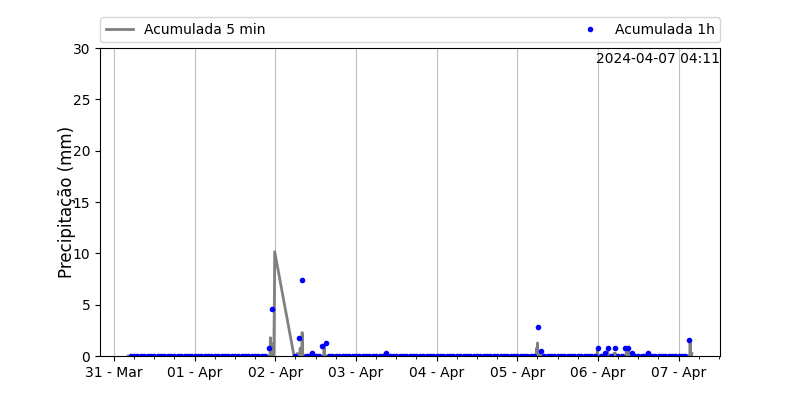 Acumulada 5 min
Acumulada 1h
2024-04-07 04:11
Precipitação (mm)
30
25
20
15
10
5
0
31 - Mar
01 - Apr
02 - Apr
03 - Apr
04 - Apr
05 - Apr
06 - Apr
07 - Apr